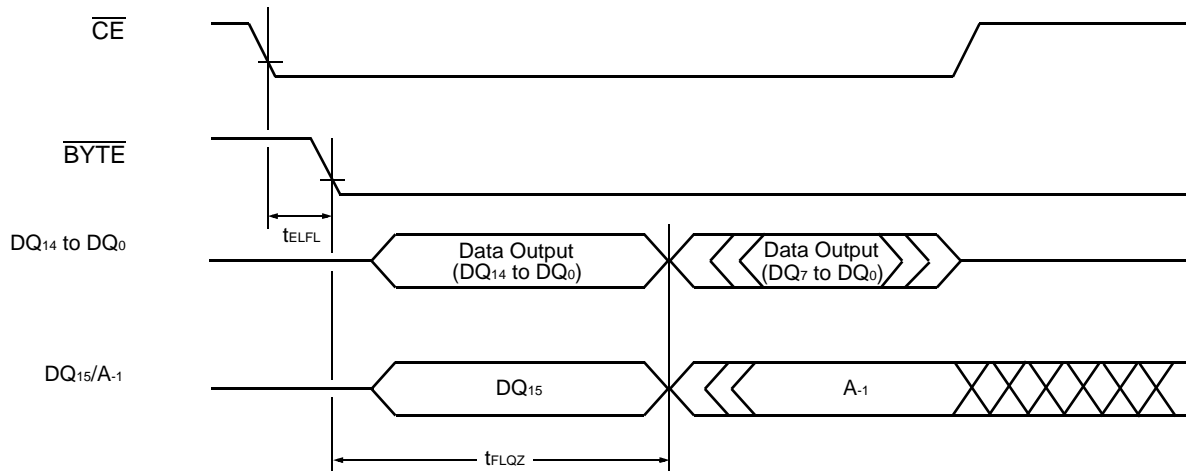 CE
BYTE
tELFL
DQ14 to DQ0
Data Output
(DQ14 to DQ0)
Data Output
(DQ7 to DQ0)
DQ15/A-1
DQ15
A-1
tFLQZ